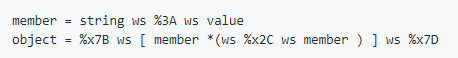 member = string ws %3A ws value
object = %x7B ws [ member *(ws %x2C ws member ) ] ws %x7D